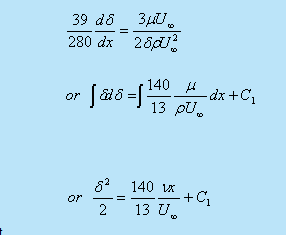 39/280 dδ/dx = 3μU∞/2δρU∞²
or ∫δdδ = ∫ 140/13 μ/ρU∞ dx + C₁
or δ²/2 = 140/13 νx/U∞ + C₁